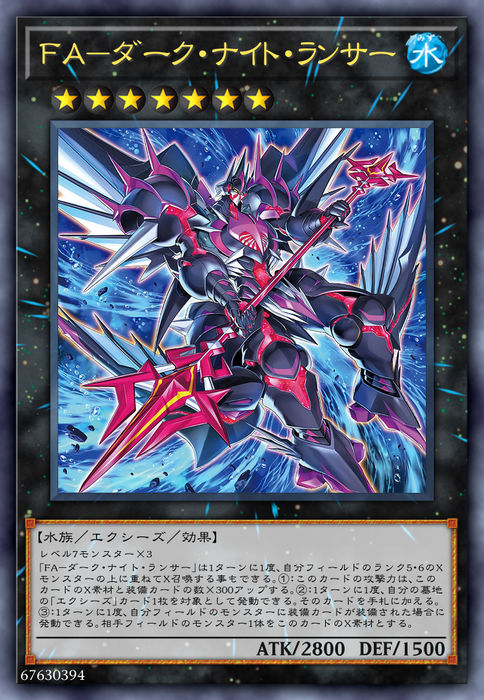 FA－ダーク・ナイト・ランサー 水
みず
【水族／エクシーズ／効果】
レベル7モンスター×3
「FA－ダーク・ナイト・ランサー」は1ターンに1度、自分フィールドのランク5・6のX
モンスターの上に重ねてX召喚する事もできる。①：このカードの攻撃力は、この
カードのX素材と装備カードの数×300アップする。②：1ターンに1度、自分の墓地
の「エクシーズ」カード1枚を対象として発動できる。そのカードを手札に加える。
③：1ターンに1度、自分フィールドのモンスターに装備カードが装備された場合に
発動できる。相手フィールドのモンスター1体をこのカードのX素材とする。
ATK/2800 DEF/1500
67630394